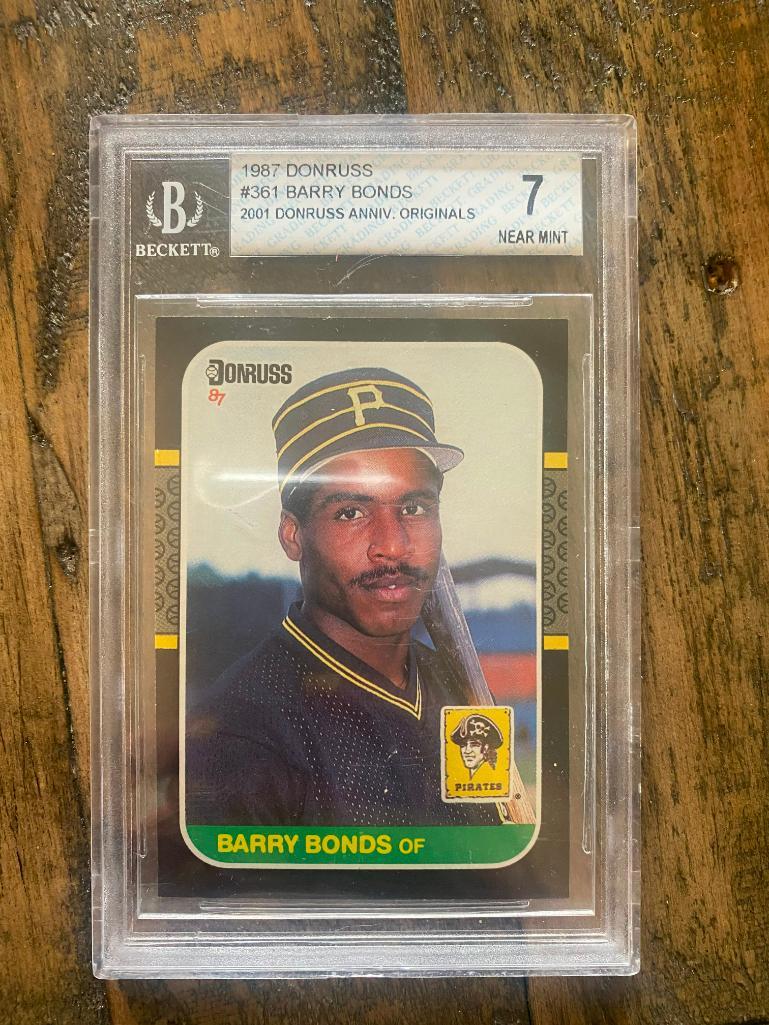 1987 DONRUSS
#361 BARRY BONDS
2001 DONRUSS ANNIV. ORIGINALS
7
NEAR MINT
B
BECKETT®
DONRUSS
87
P
PIRATES
®
BARRY BONDS OF